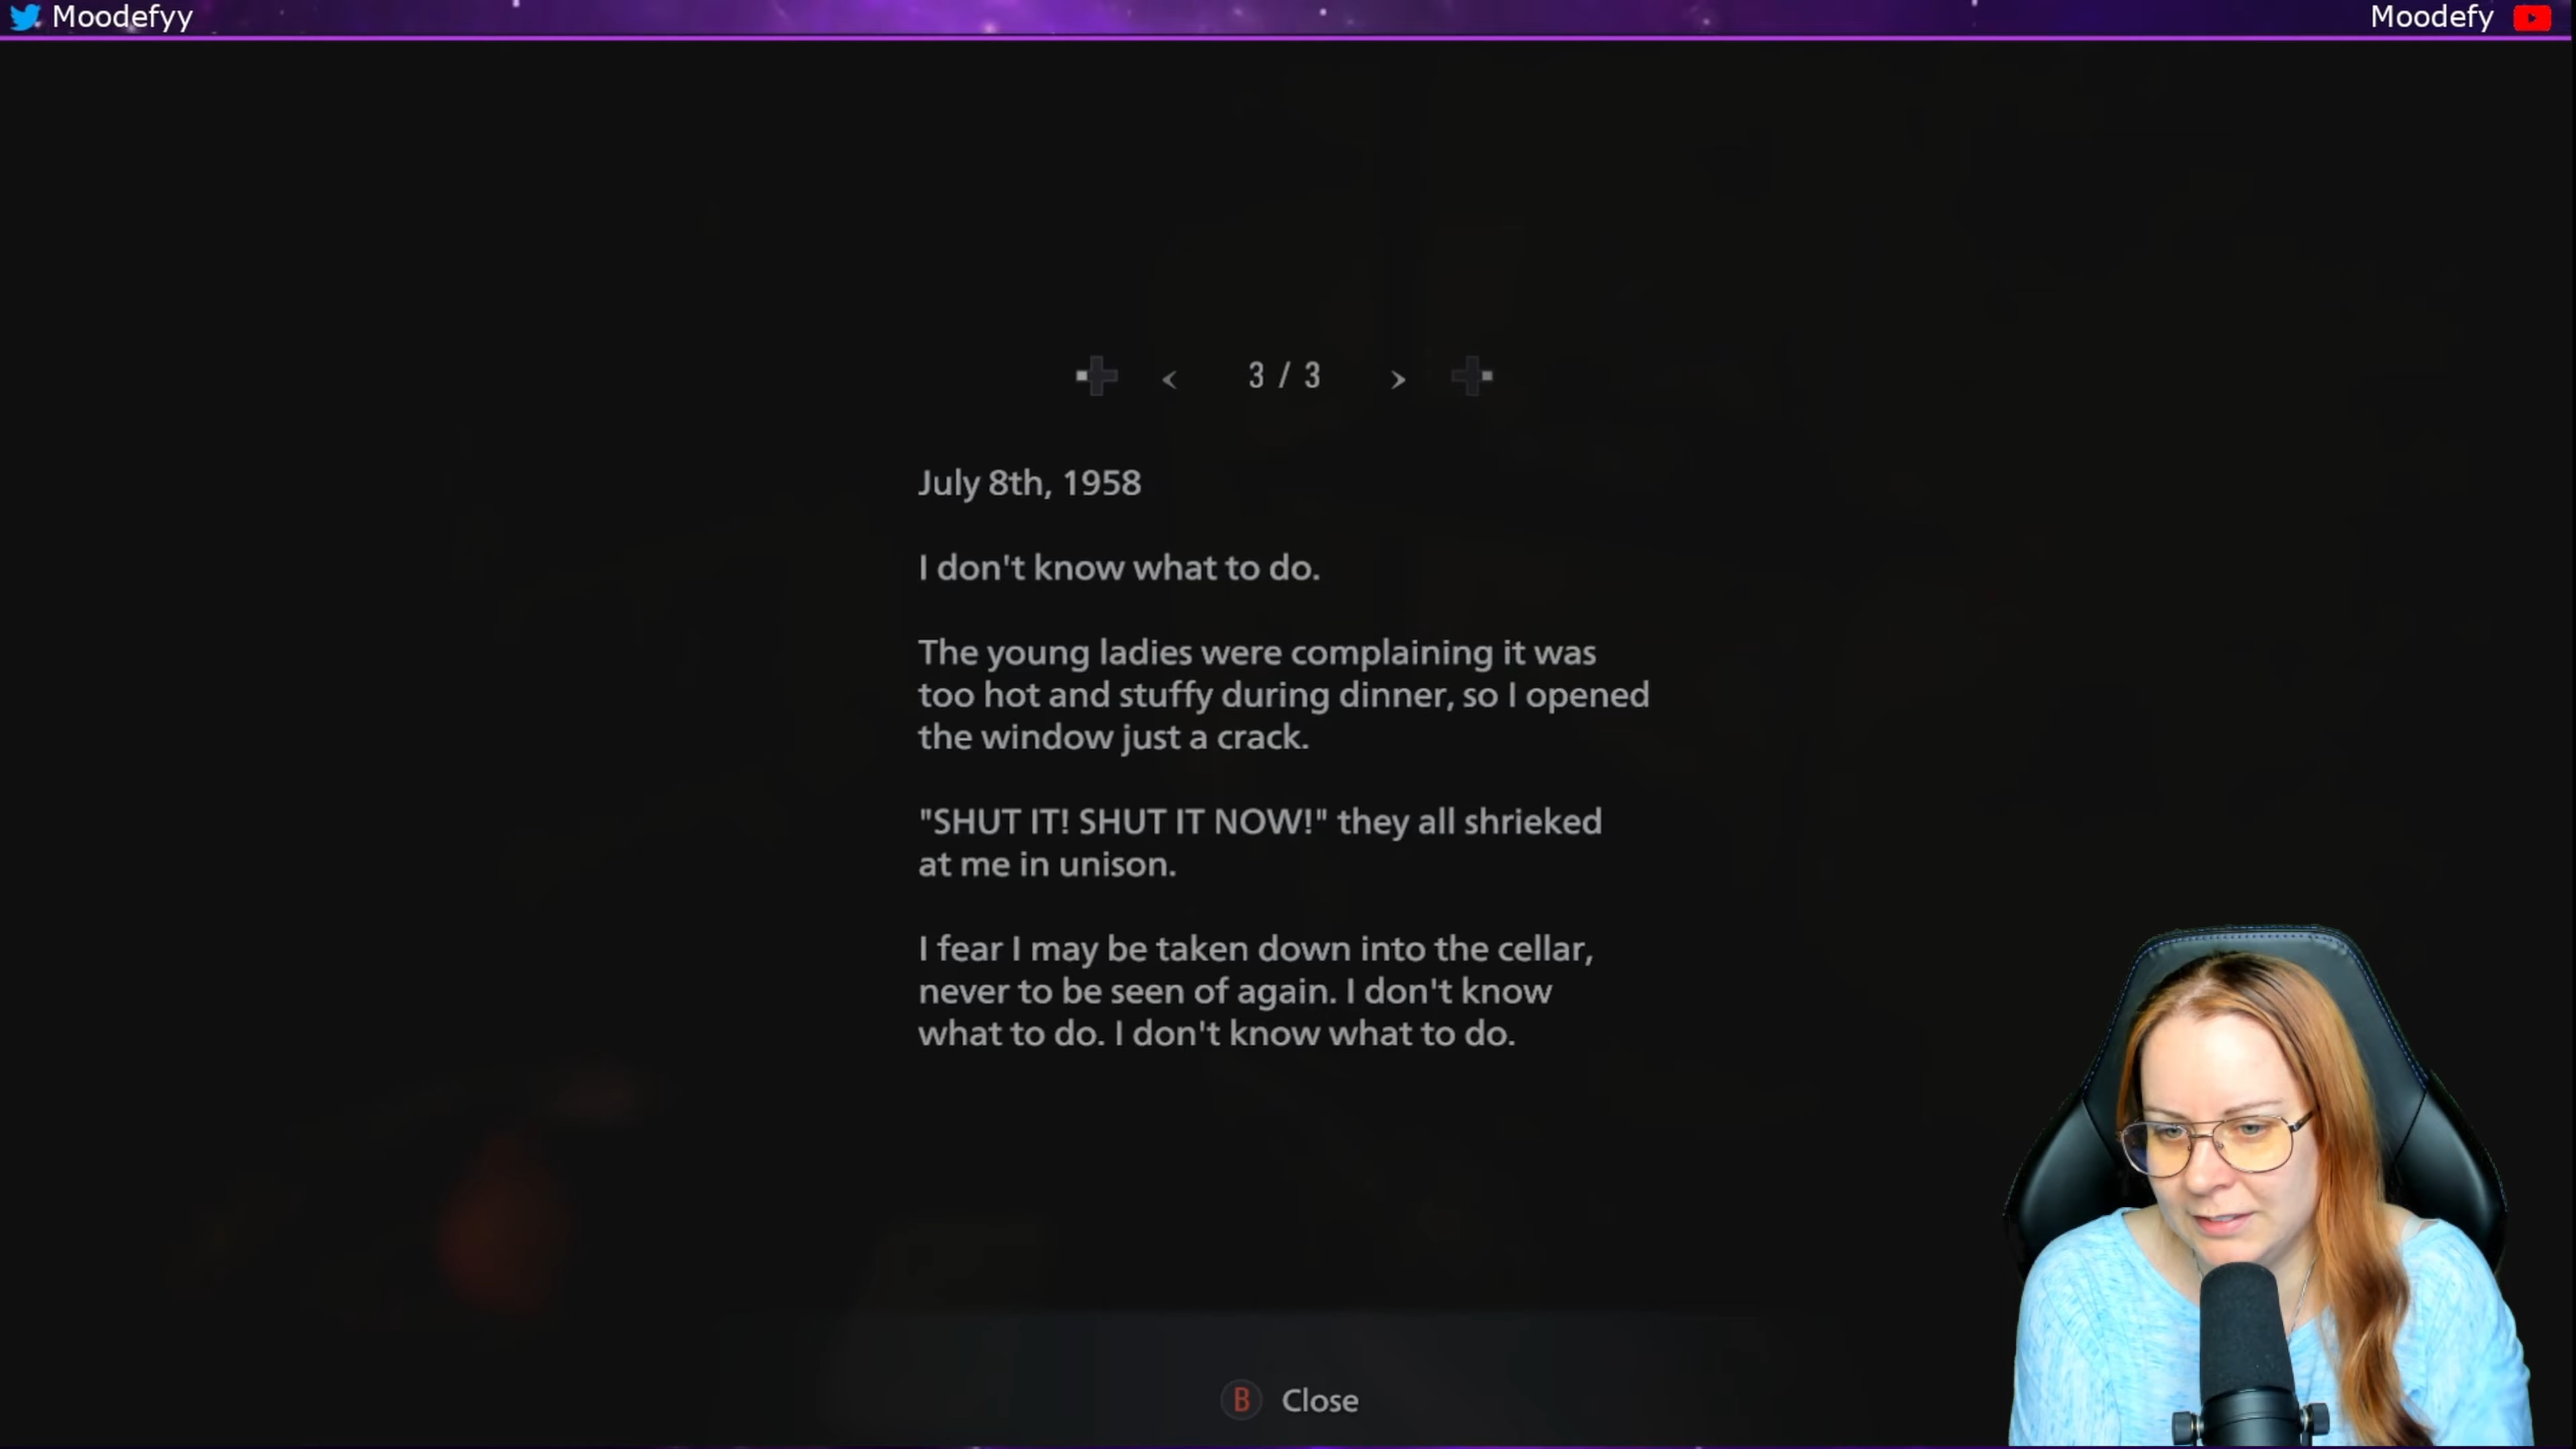 Moodefyy
Moodefy
< 3 / 3 >
July 8th, 1958
I don't know what to do.
The young ladies were complaining it was
too hot and stuffy during dinner, so I opened
the window just a crack.
"SHUT IT! SHUT IT NOW!" they all shrieked
at me in unison.
I fear I may be taken down into the cellar,
never to be seen of again. I don't know
what to do. I don't know what to do.
B Close